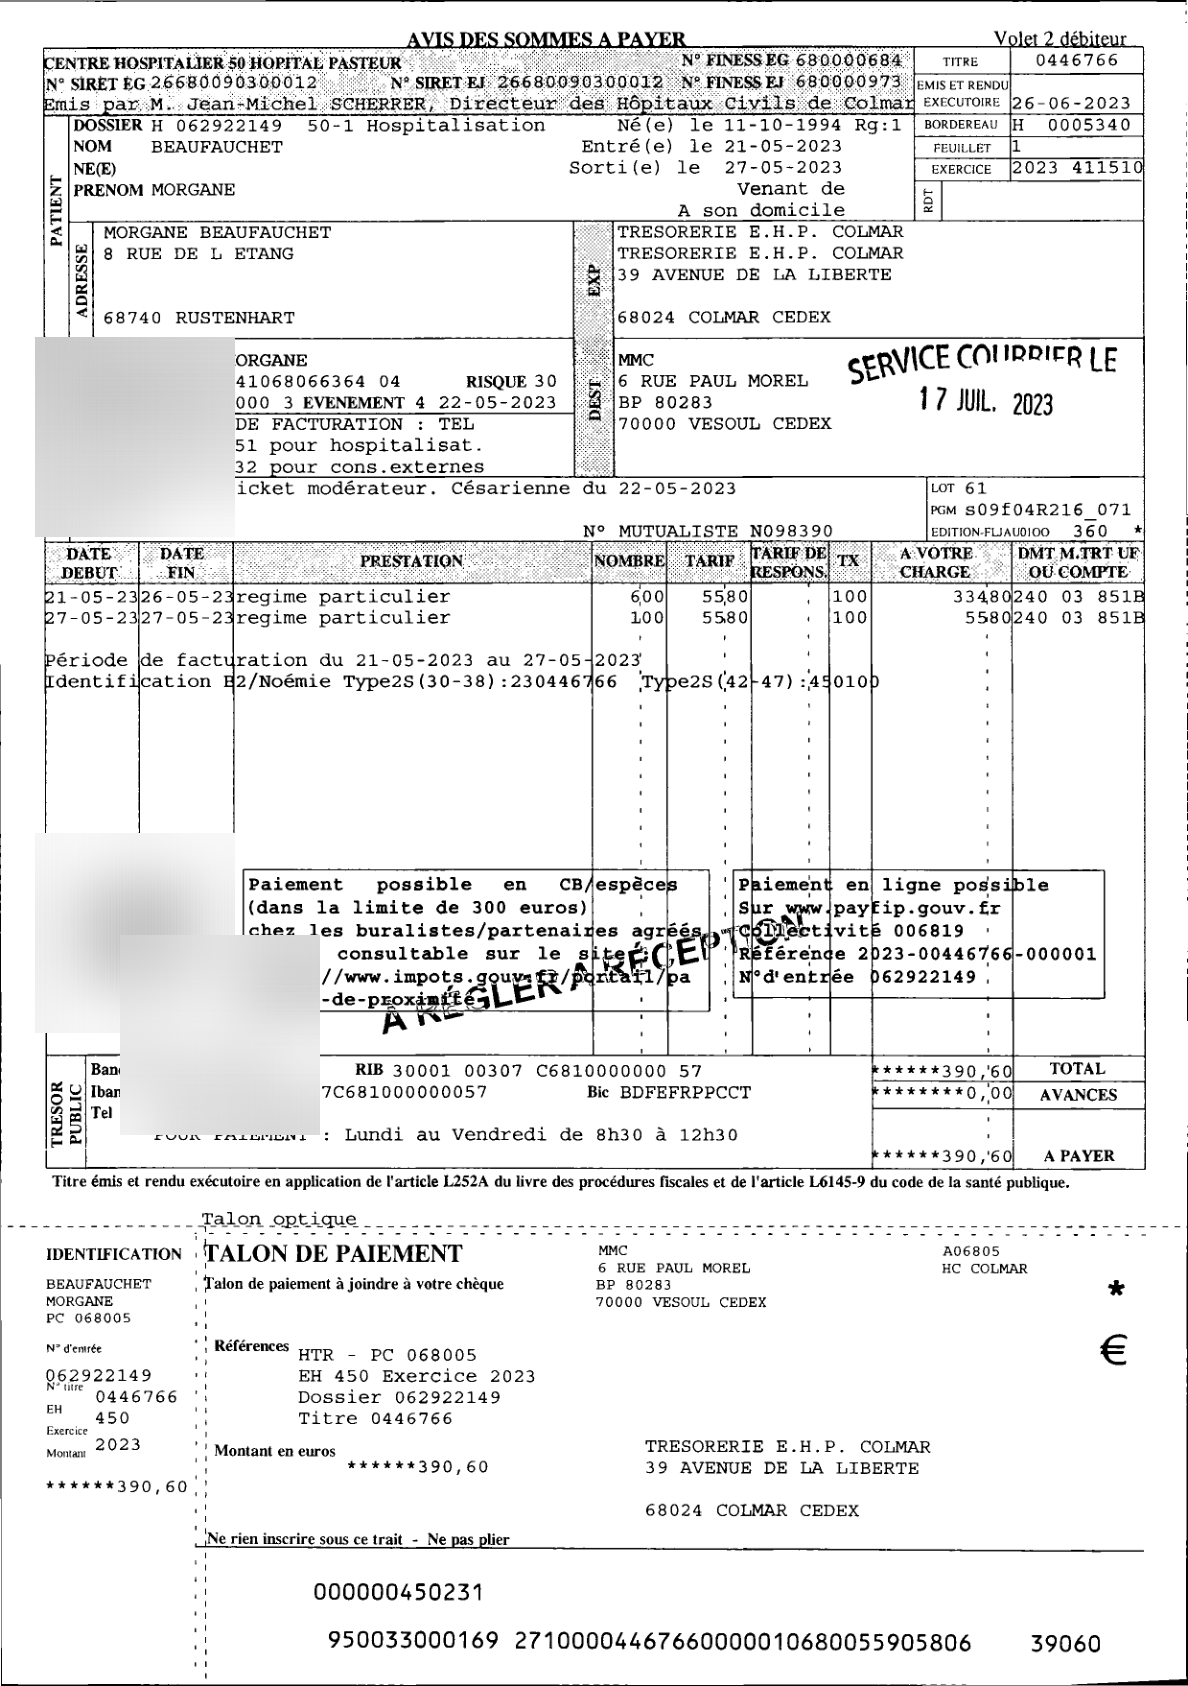 AVIS DES SOMMES A PAYER
Volet 2 débiteur
CENTRE HOSPITALIER 50 HOPITAL PASTEUR N° FINESS EG 680000684
N° SIRET EG 26680090300012 N° SIRET EJ 26680090300012 N° FINESS EJ 680000973
Emis par M. Jean-Michel SCHERRER, Directeur des Hôpitaux Civils de Colmar
TITRE 0446766
EMIS ET RENDU
EXECUTOIRE 26-06-2023
BORDEREAU H 0005340
FEUILLET 1
EXERCICE 2023 411510
RDT
PATIENT
DOSSIER H 062922149 50-1 Hospitalisation Né(e) le 11-10-1994 Rg:1
NOM BEAUFAUCHET Entré(e) le 21-05-2023
NE(E) Sorti(e) le 27-05-2023
PRENOM MORGANE Venant de
A son domicile
ADRESSE
MORGANE BEAUFAUCHET
8 RUE DE L ETANG
68740 RUSTENHART
EXP
TRESORERIE E.H.P. COLMAR
TRESORERIE E.H.P. COLMAR
39 AVENUE DE LA LIBERTE
68024 COLMAR CEDEX
ORGANE
41068066364 04 RISQUE 30
000 3 EVENEMENT 4 22-05-2023
DE FACTURATION : TEL
51 pour hospitalisat.
32 pour cons.externes
DEST
MMC
6 RUE PAUL MOREL
BP 80283
70000 VESOUL CEDEX
SERVICE COURRIER LE
17 JUIL. 2023
icket modérateur. Césarienne du 22-05-2023
N° MUTUALISTE N098390
LOT 61
PGM s09f04R216_071
EDITION-FLJAU0100 360 *
DATE DEBUT DATE FIN PRESTATION NOMBRE TARIF TARIF DE RESPONS. TX A VOTRE CHARGE DMT M.TRT UF OU COMPTE
21-05-23 26-05-23 regime particulier 6,00 55,80 , 100 334,80 240 03 851B
27-05-23 27-05-23 regime particulier 1,00 55,80 , 100 55,80 240 03 851B
Période de facturation du 21-05-2023 au 27-05-2023
Identification B2/Noémie Type2S(30-38):230446766 Type2S(42-47):450100
Paiement possible en CB/espèces
(dans la limite de 300 euros)
chez les buralistes/partenaires agréés
consultable sur le site
//www.impots.gouv.fr/portail/pa
-de-proximité
Paiement en ligne possible
Sur www.payfip.gouv.fr
Collectivité 006819
Référence 2023-00446766-000001
N°d'entrée 062922149
À RÉGLER A RÉCEPTION
TRESOR PUBLIC
Banq RIB 30001 00307 C6810000000 57
Iban 7C681000000057 Bic BDFEFRPPCCT
Tel
POUR PAIEMENT : Lundi au Vendredi de 8h30 à 12h30
******390,60 TOTAL
********0,00 AVANCES
******390,60 A PAYER
Titre émis et rendu exécutoire en application de l'article L252A du livre des procédures fiscales et de l'article L6145-9 du code de la santé publique.
Talon optique
IDENTIFICATION
BEAUFAUCHET
MORGANE
PC 068005
N° d'entrée
062922149
N° titre 0446766
EH 450
Exercice 2023
Montant
******390,60
TALON DE PAIEMENT
Talon de paiement à joindre à votre chèque
MMC
6 RUE PAUL MOREL
BP 80283
70000 VESOUL CEDEX
A06805
HC COLMAR
*
€
Références HTR - PC 068005
EH 450 Exercice 2023
Dossier 062922149
Titre 0446766
Montant en euros
******390,60
TRESORERIE E.H.P. COLMAR
39 AVENUE DE LA LIBERTE
68024 COLMAR CEDEX
Ne rien inscrire sous ce trait - Ne pas plier
000000450231
950033000169 27100004467660000010680055905806 39060